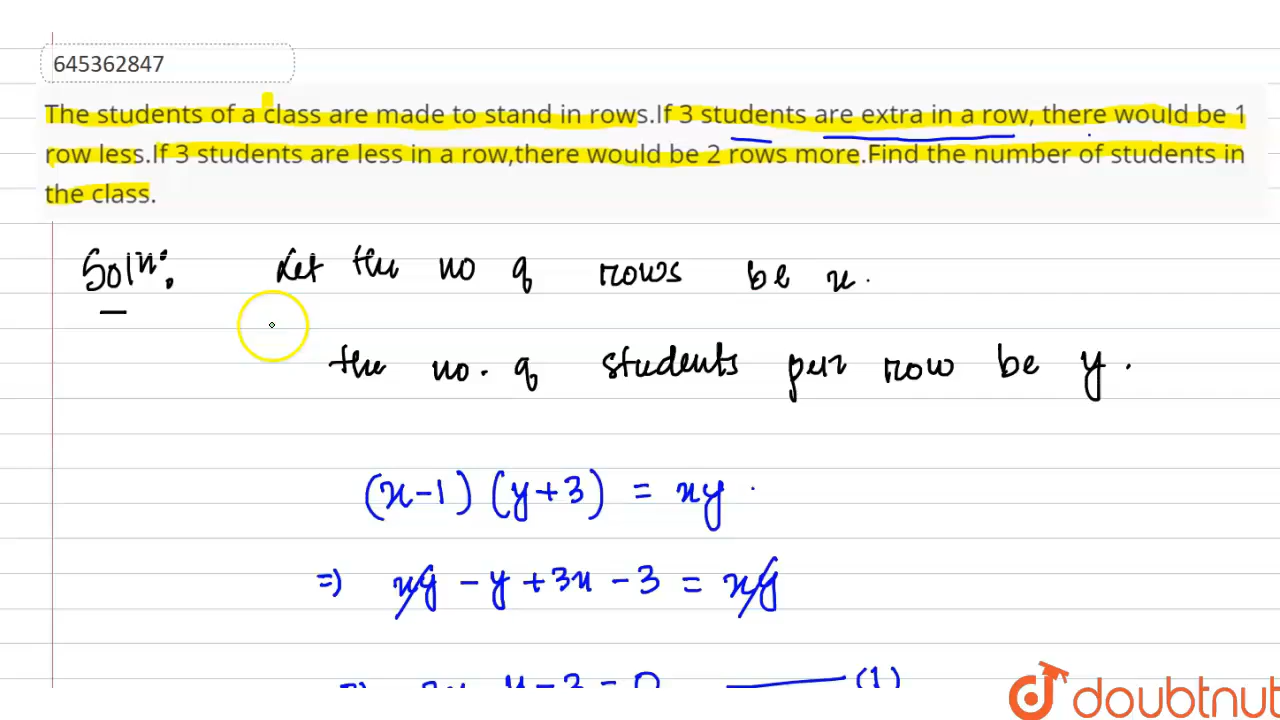 645362847
The students of a class are made to stand in rows.If 3 students are extra in a row, there would be 1
row less.If 3 students are less in a row,there would be 2 rows more.Find the number of students in
the class.
Soln:. Let the no of rows be x.
the no. of students per row be y.
(x-1) (y+3) = xy.
=) xy - y + 3x - 3 = xy
=) 3x - y - 3 = 0 (1)
doubtnut